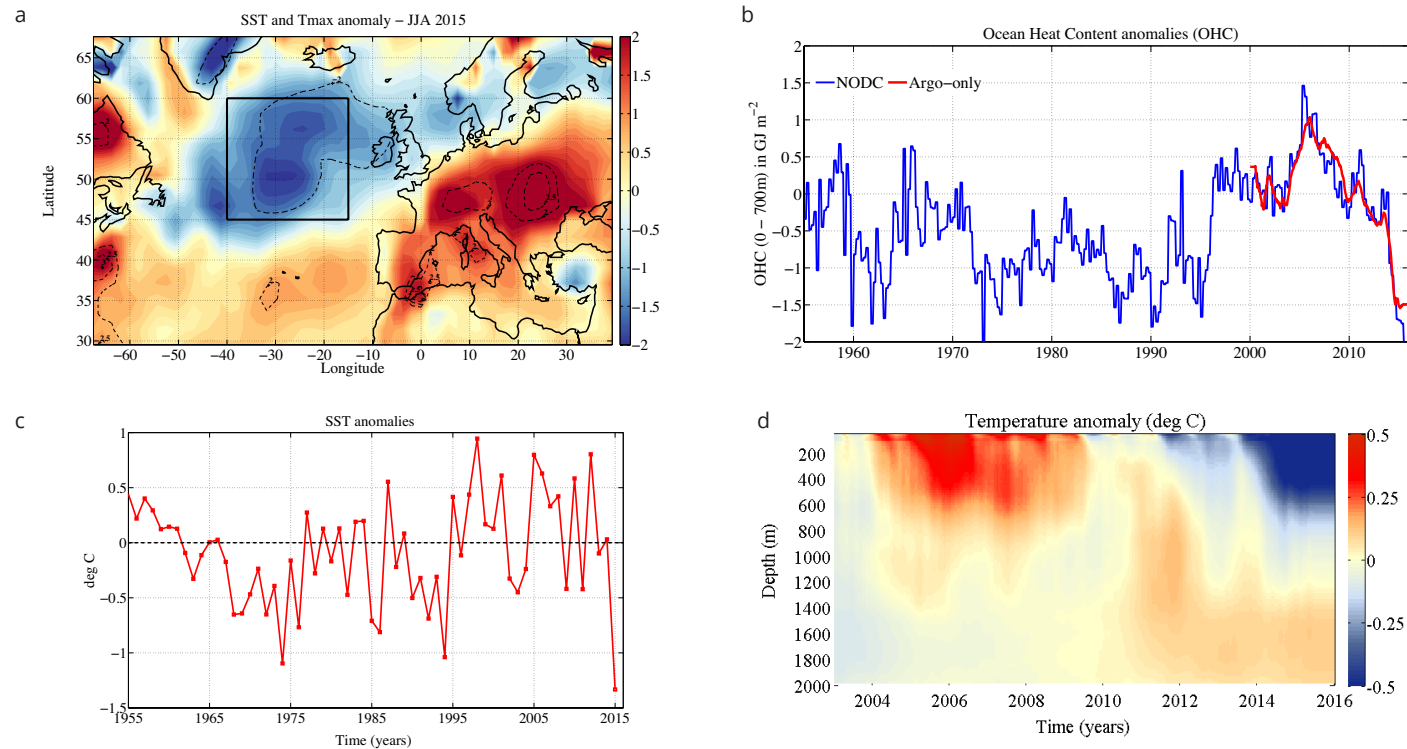 a
SST and Tmax anomaly − JJA 2015
65
60
55
50
45
40
35
30
Latitude
−60 −50 −40 −30 −20 −10 0 10 20 30
Longitude
2
1.5
1
0.5
0
−0.5
−1
−1.5
−2
b
Ocean Heat Content anomalies (OHC)
NODC Argo−only
2
1.5
1
0.5
0
−0.5
−1
−1.5
−2
OHC (0 − 700m) in GJ m⁻²
1960 1970 1980 1990 2000 2010
c
SST anomalies
1
0.5
0
−0.5
−1
−1.5
deg C
1955 1965 1975 1985 1995 2005 2015
Time (years)
d
Temperature anomaly (deg C)
200
400
600
800
1000
1200
1400
1600
1800
2000
Depth (m)
2004 2006 2008 2010 2012 2014 2016
Time (years)
0.5
0.25
0
-0.25
-0.5